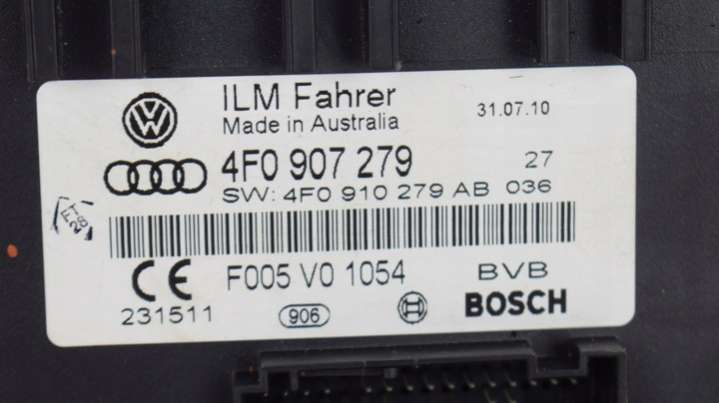 ILM Fahrer
Made in Australia
31.07.10
4F0 907 279
27
SW: 4F0 910 279 AB 036
F005 V0 1054
BVB
CE
231511
906
BOSCH